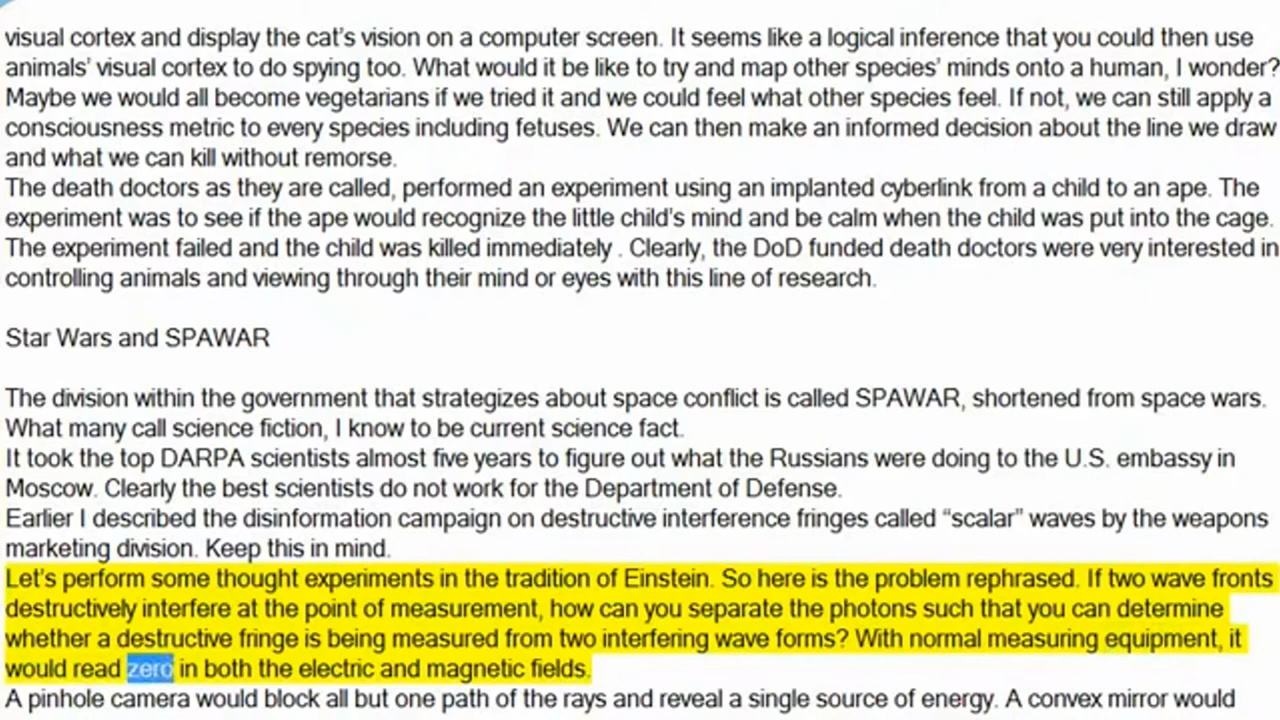 visual cortex and display the cat's vision on a computer screen. It seems like a logical inference that you could then use
animals' visual cortex to do spying too. What would it be like to try and map other species' minds onto a human, I wonder?
Maybe we would all become vegetarians if we tried it and we could feel what other species feel. If not, we can still apply a
consciousness metric to every species including fetuses. We can then make an informed decision about the line we draw
and what we can kill without remorse.
The death doctors as they are called, performed an experiment using an implanted cyberlink from a child to an ape. The
experiment was to see if the ape would recognize the little child's mind and be calm when the child was put into the cage.
The experiment failed and the child was killed immediately . Clearly, the DoD funded death doctors were very interested in
controlling animals and viewing through their mind or eyes with this line of research.
Star Wars and SPAWAR
The division within the government that strategizes about space conflict is called SPAWAR, shortened from space wars.
What many call science fiction, I know to be current science fact.
It took the top DARPA scientists almost five years to figure out what the Russians were doing to the U.S. embassy in
Moscow. Clearly the best scientists do not work for the Department of Defense.
Earlier I described the disinformation campaign on destructive interference fringes called “scalar” waves by the weapons
marketing division. Keep this in mind.
Let's perform some thought experiments in the tradition of Einstein. So here is the problem rephrased. If two wave fronts
destructively interfere at the point of measurement, how can you separate the photons such that you can determine
whether a destructive fringe is being measured from two interfering wave forms? With normal measuring equipment, it
would read zero in both the electric and magnetic fields.
A pinhole camera would block all but one path of the rays and reveal a single source of energy. A convex mirror would